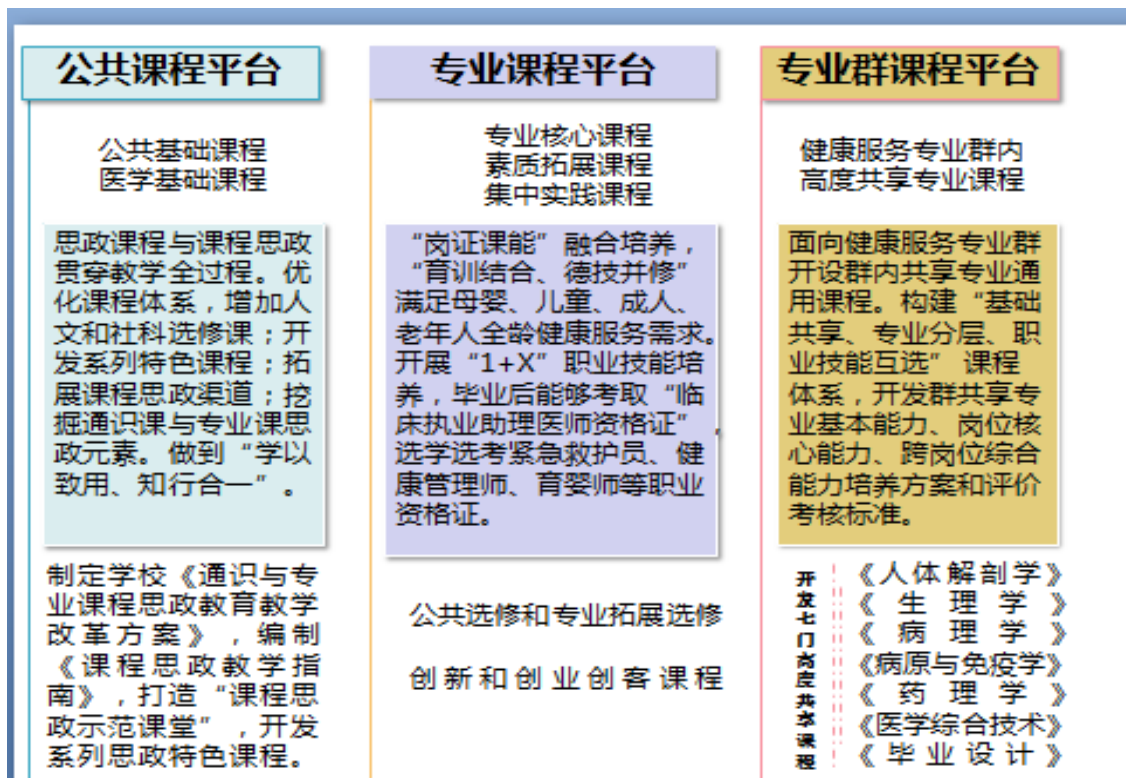 公共课程平台
公共基础课程
医学基础课程
思政课程与课程思政
贯穿教学全过程。优
化课程体系，增加人
文和社科选修课；开
发系列特色课程；拓
展课程思政渠道；挖
掘通识课与专业课思
政元素。做到“学以
致用、知行合一”。
制定学校《通识与专
业课程思政教育教学
改革方案》，编制
《课程思政教学指
南》，打造“课程思
政示范课堂”，开发
系列思政特色课程。
专业课程平台
专业核心课程
素质拓展课程
集中实践课程
“岗证课能”融合培养，
“育训结合、德技并修”
满足母婴、儿童、成人、
老年人全龄健康服务需求。
开展“1+X”职业技能培
养，毕业后能够考取“临
床执业助理医师资格证”，
选学选考紧急救护员、健
康管理师、育婴师等职业
资格证。
公共选修和专业拓展选修
创新和创业创客课程
专业群课程平台
健康服务专业群内
高度共享专业课程
面向健康服务专业群
开设群内共享专业通
用课程。构建“基础
共享、专业分层、职
业技能互选” 课程
体系，开发群共享专
业基本能力、岗位核
心能力、跨岗位综合
能力培养方案和评价
考核标准。
开发七门高度共享课程
《人体解剖学》
《生理学》
《病理学》
《病原与免疫学》
《药理学》
《医学综合技术》
《毕业设计》